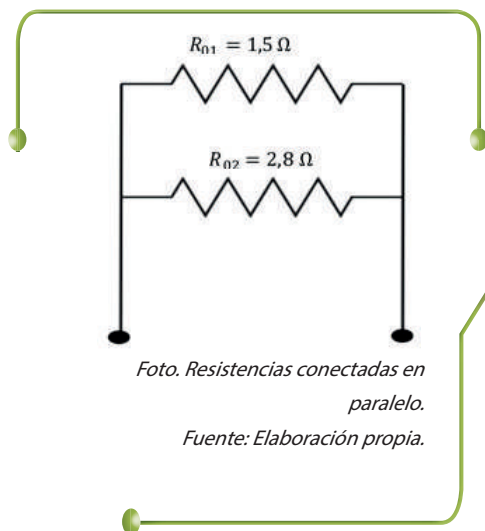 R₀₁ = 1,5 Ω
R₀₂ = 2,8 Ω
Foto. Resistencias conectadas en
paralelo.
Fuente: Elaboración propia.